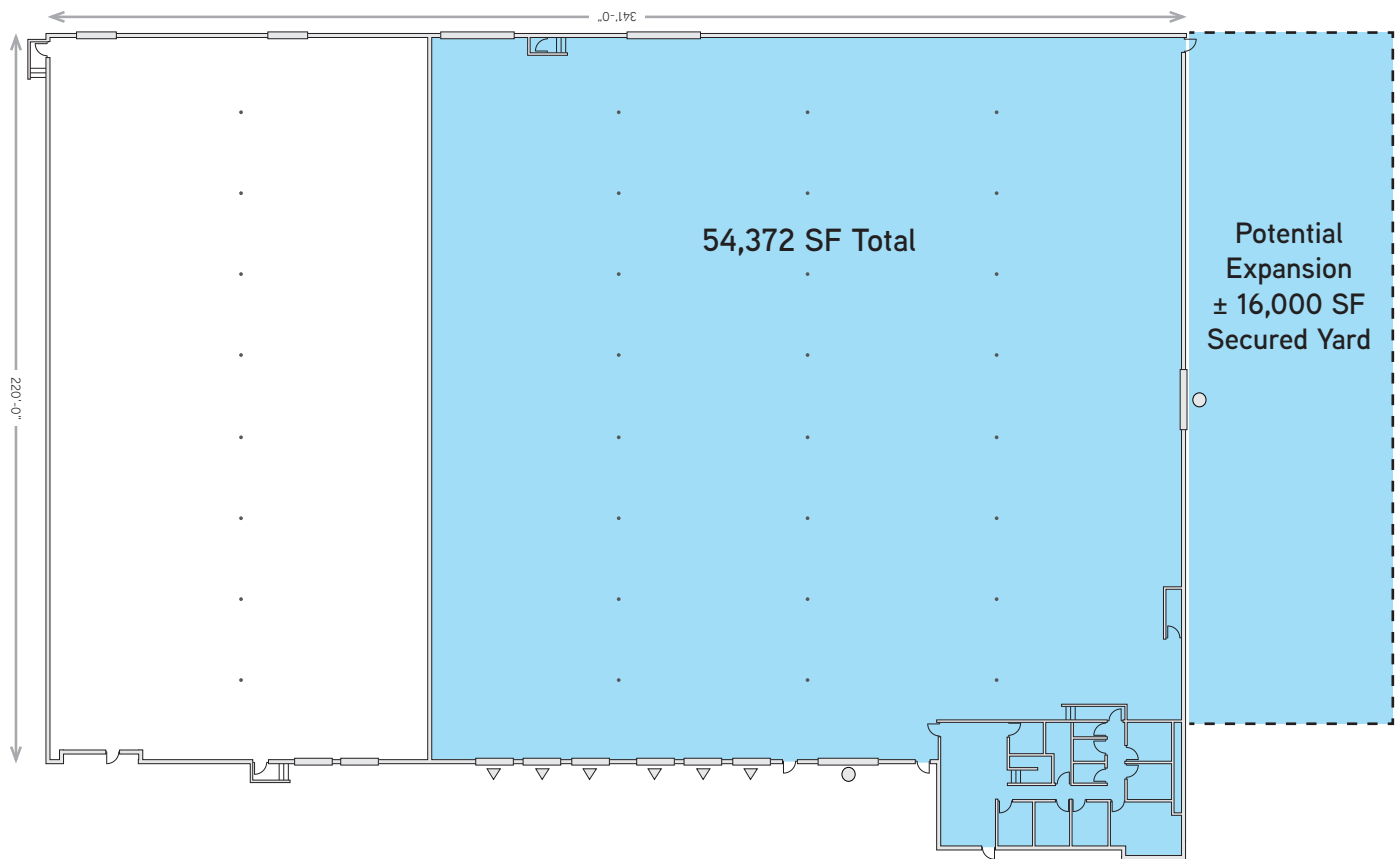 341'-0"
54,372 SF Total
Potential
Expansion
± 16,000 SF
Secured Yard
220'-0"